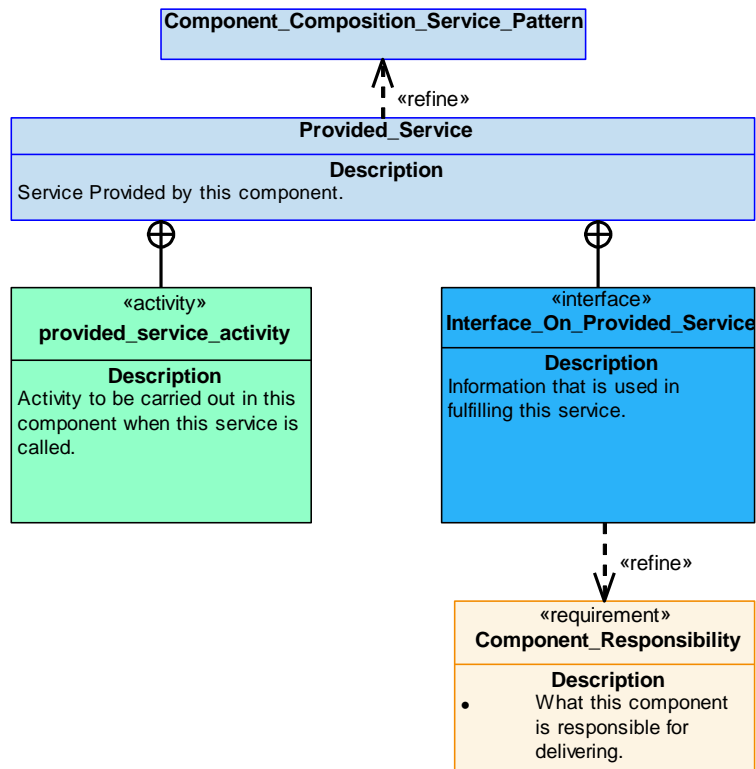 Component_Composition_Service_Pattern
«refine»
Provided_Service
Description
Service Provided by this component.
«activity»
provided_service_activity
Description
Activity to be carried out in this
component when this service is
called.
«interface»
Interface_On_Provided_Service
Description
Information that is used in
fulfilling this service.
«refine»
«requirement»
Component_Responsibility
Description
• What this component
is responsible for
delivering.